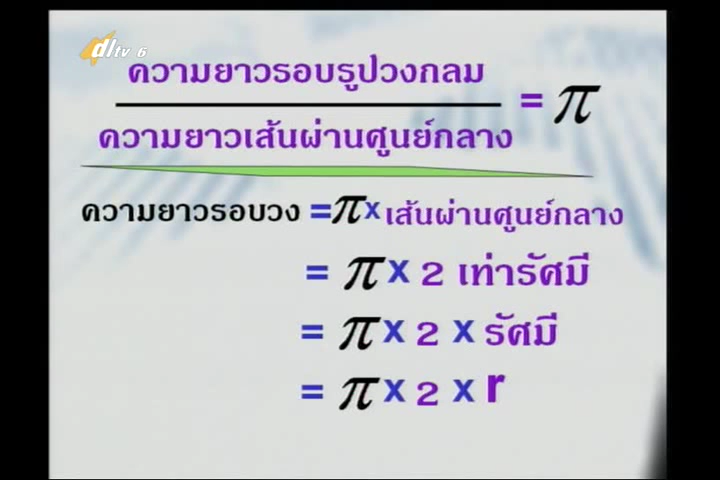 dltv 6
ความยาวรอบรูปวงกลม
= π
ความยาวเส้นผ่านศูนย์กลาง
ความยาวรอบวง =π x เส้นผ่านศูนย์กลาง
= π x 2 เท่ารัศมี
= π x 2 x รัศมี
= π x 2 x r